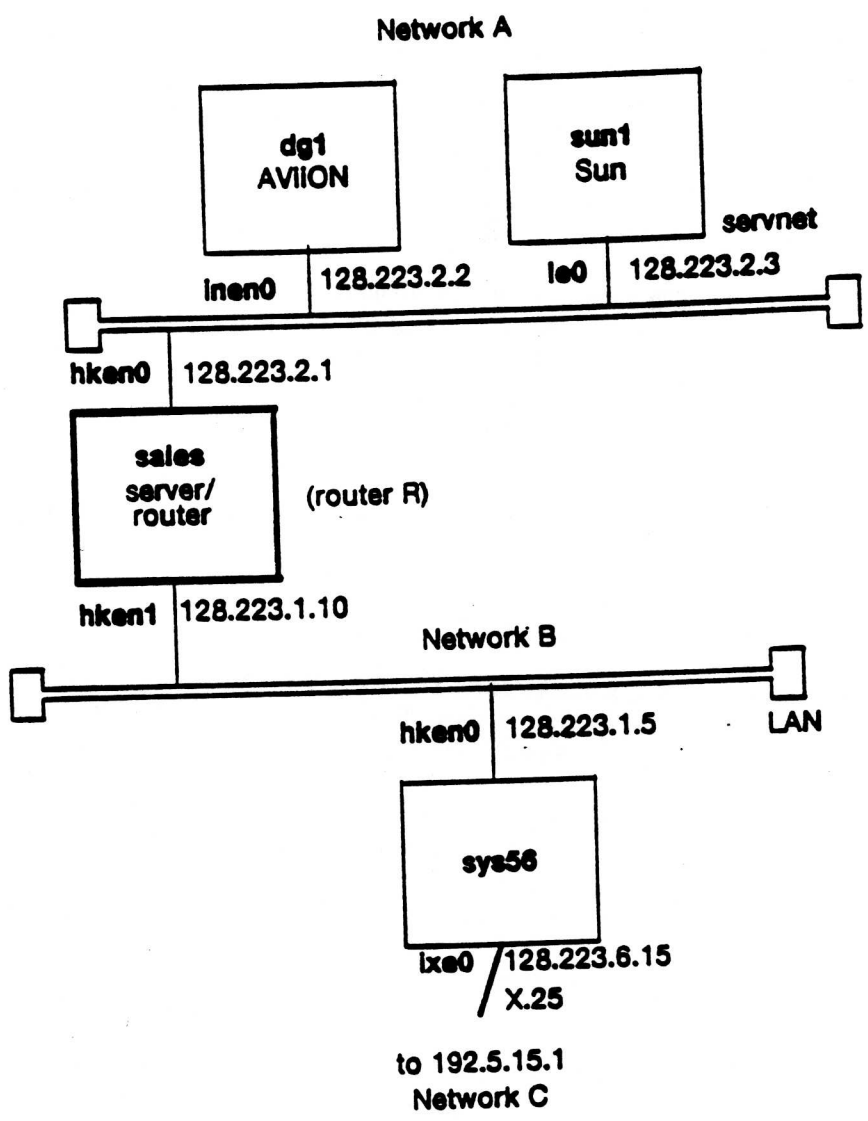 Network A
dg1
AViiON
sun1
Sun
servnet
inen0
128.223.2.2
le0
128.223.2.3
hken0
128.223.2.1
sales
server/
router
(router R)
hken1
128.223.1.10
Network B
hken0
128.223.1.5
LAN
sys56
ixe0
128.223.6.15
X.25
to 192.5.15.1
Network C